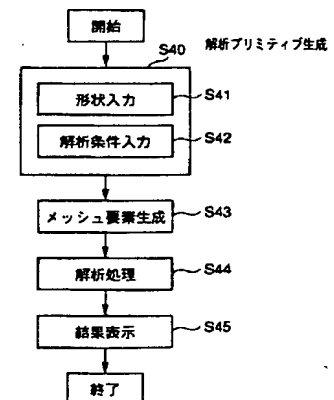 開始
S40
解析プリミティブ生成
形状入力
S41
解析条件入力
S42
メッシュ要素生成
S43
解析処理
S44
結果表示
S45
終了